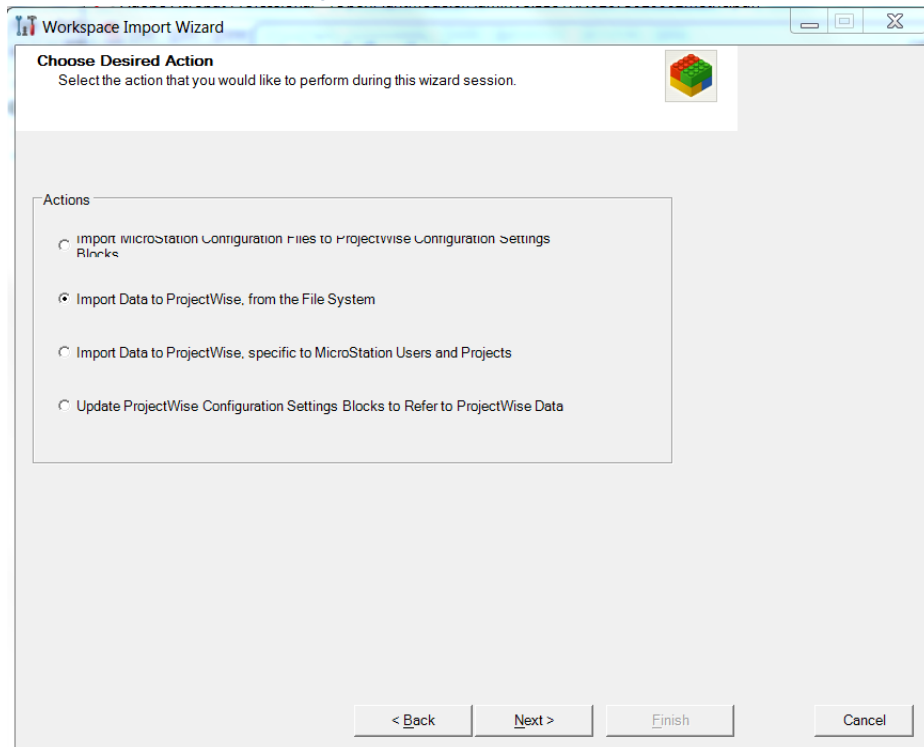 Workspace Import Wizard
Choose Desired Action
Select the action that you would like to perform during this wizard session.
Actions
Import MicroStation Configuration Files to ProjectWise Configuration Settings
Blocks
Import Data to ProjectWise, from the File System
Import Data to ProjectWise, specific to MicroStation Users and Projects
Update ProjectWise Configuration Settings Blocks to Refer to ProjectWise Data
< Back Next > Finish Cancel